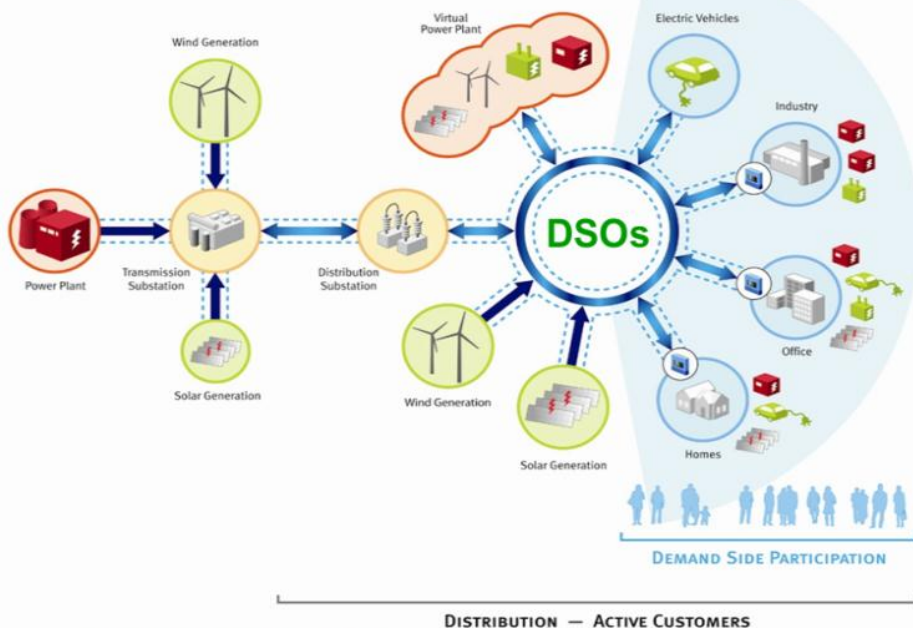 Wind Generation
Virtual
Power Plant
Electric Vehicles
Industry
DSOs
Power Plant
Transmission
Substation
Distribution
Substation
Solar Generation
Wind Generation
Solar Generation
Office
Homes
DEMAND SIDE PARTICIPATION
DISTRIBUTION — ACTIVE CUSTOMERS